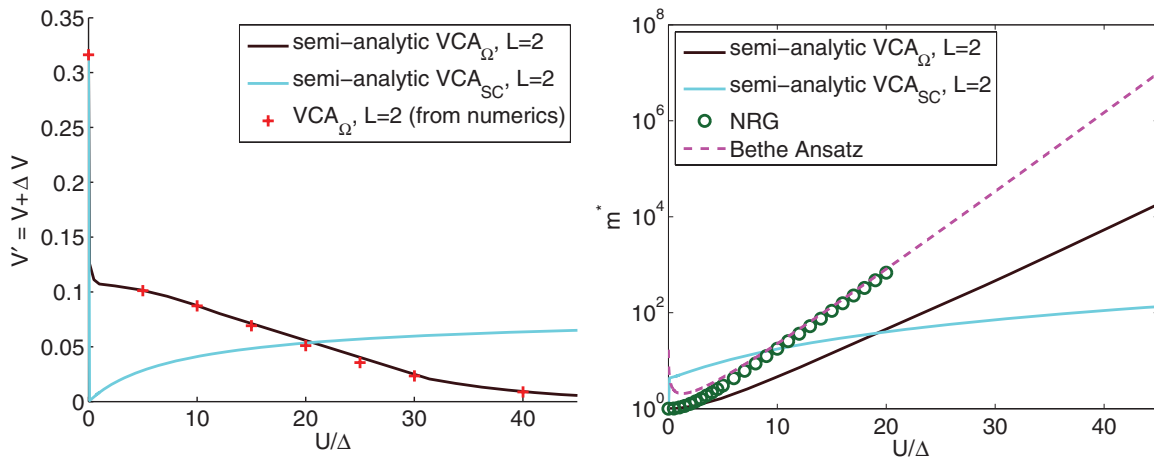 0.35
0.3
0.25
0.2
0.15
0.1
0.05
0
V' = V+Δ V
0 10 20 30 40
U/Δ
semi−analytic VCA_Ω, L=2
semi−analytic VCA_SC, L=2
VCA_Ω, L=2 (from numerics)
10^8
10^6
10^4
10^2
10^0
m^*
0 10 20 30 40
U/Δ
semi−analytic VCA_Ω, L=2
semi−analytic VCA_SC, L=2
NRG
Bethe Ansatz